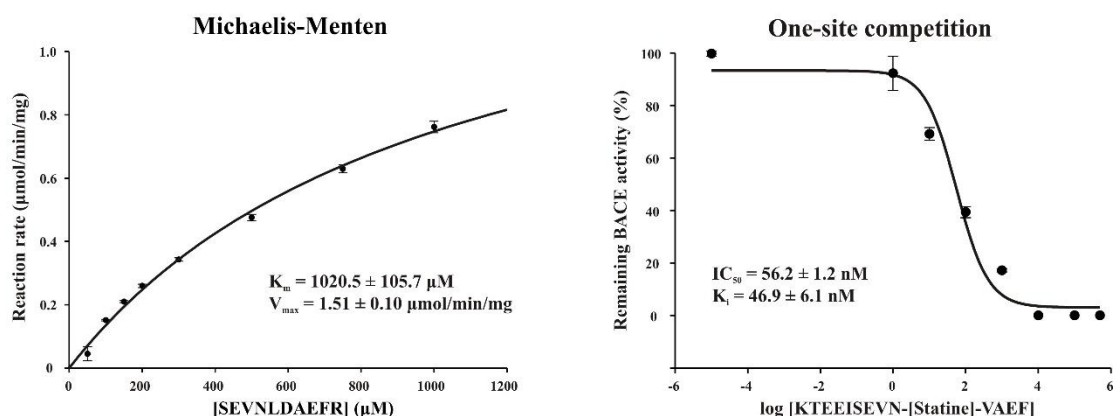 Michaelis-Menten
1.0
0.8
0.6
0.4
0.2
0
Reaction rate (µmol/min/mg)
Kₘ = 1020.5 ± 105.7 µM
Vₘₐₓ = 1.51 ± 0.10 µmol/min/mg
0 200 400 600 800 1000 1200
[SEVNLDAEFR] (µM)
One-site competition
100
80
60
40
20
0
Remaining BACE activity (%)
IC₅₀ = 56.2 ± 1.2 nM
Kᵢ = 46.9 ± 6.1 nM
-6 -4 -2 0 2 4 6
log [KTEEISEVN-[Statine]-VAEF]